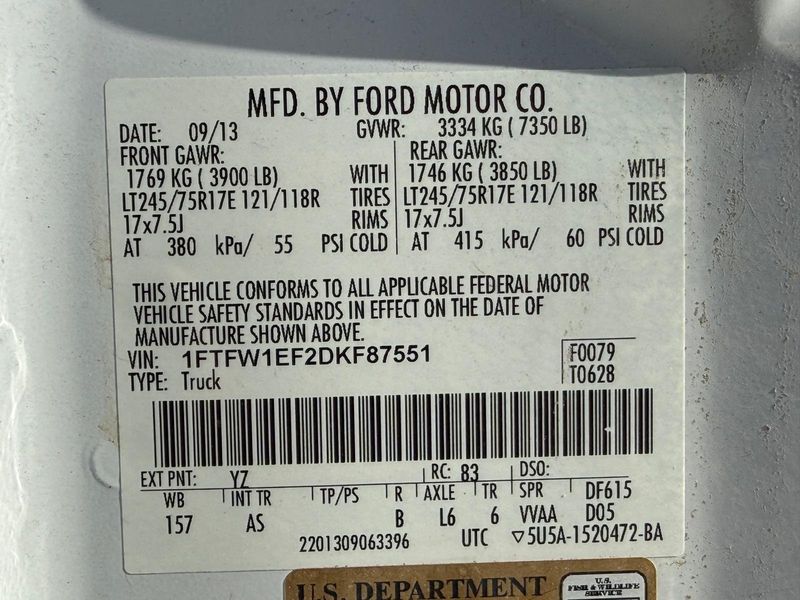 MFD. BY FORD MOTOR CO.
DATE: 09/13 GVWR: 3334 KG ( 7350 LB)
FRONT GAWR: REAR GAWR:
1769 KG ( 3900 LB) WITH 1746 KG ( 3850 LB) WITH
LT245/75R17E 121/118R TIRES LT245/75R17E 121/118R TIRES
17x7.5J RIMS 17x7.5J RIMS
AT 380 kPa/ 55 PSI COLD AT 415 kPa/ 60 PSI COLD
THIS VEHICLE CONFORMS TO ALL APPLICABLE FEDERAL MOTOR
VEHICLE SAFETY STANDARDS IN EFFECT ON THE DATE OF
MANUFACTURE SHOWN ABOVE.
VIN: 1FTFW1EF2DKF87551 F0079
TYPE: Truck T0628
EXT PNT: YZ RC: 83 DSO:
WB INT TR TP/PS R AXLE TR SPR DF615
157 AS B L6 6 VVAA D05
2201309063396 UTC ▽5U5A-1520472-BA
U.S. DEPARTMENT
U.S.
FISH & WILDLIFE
SERVICE